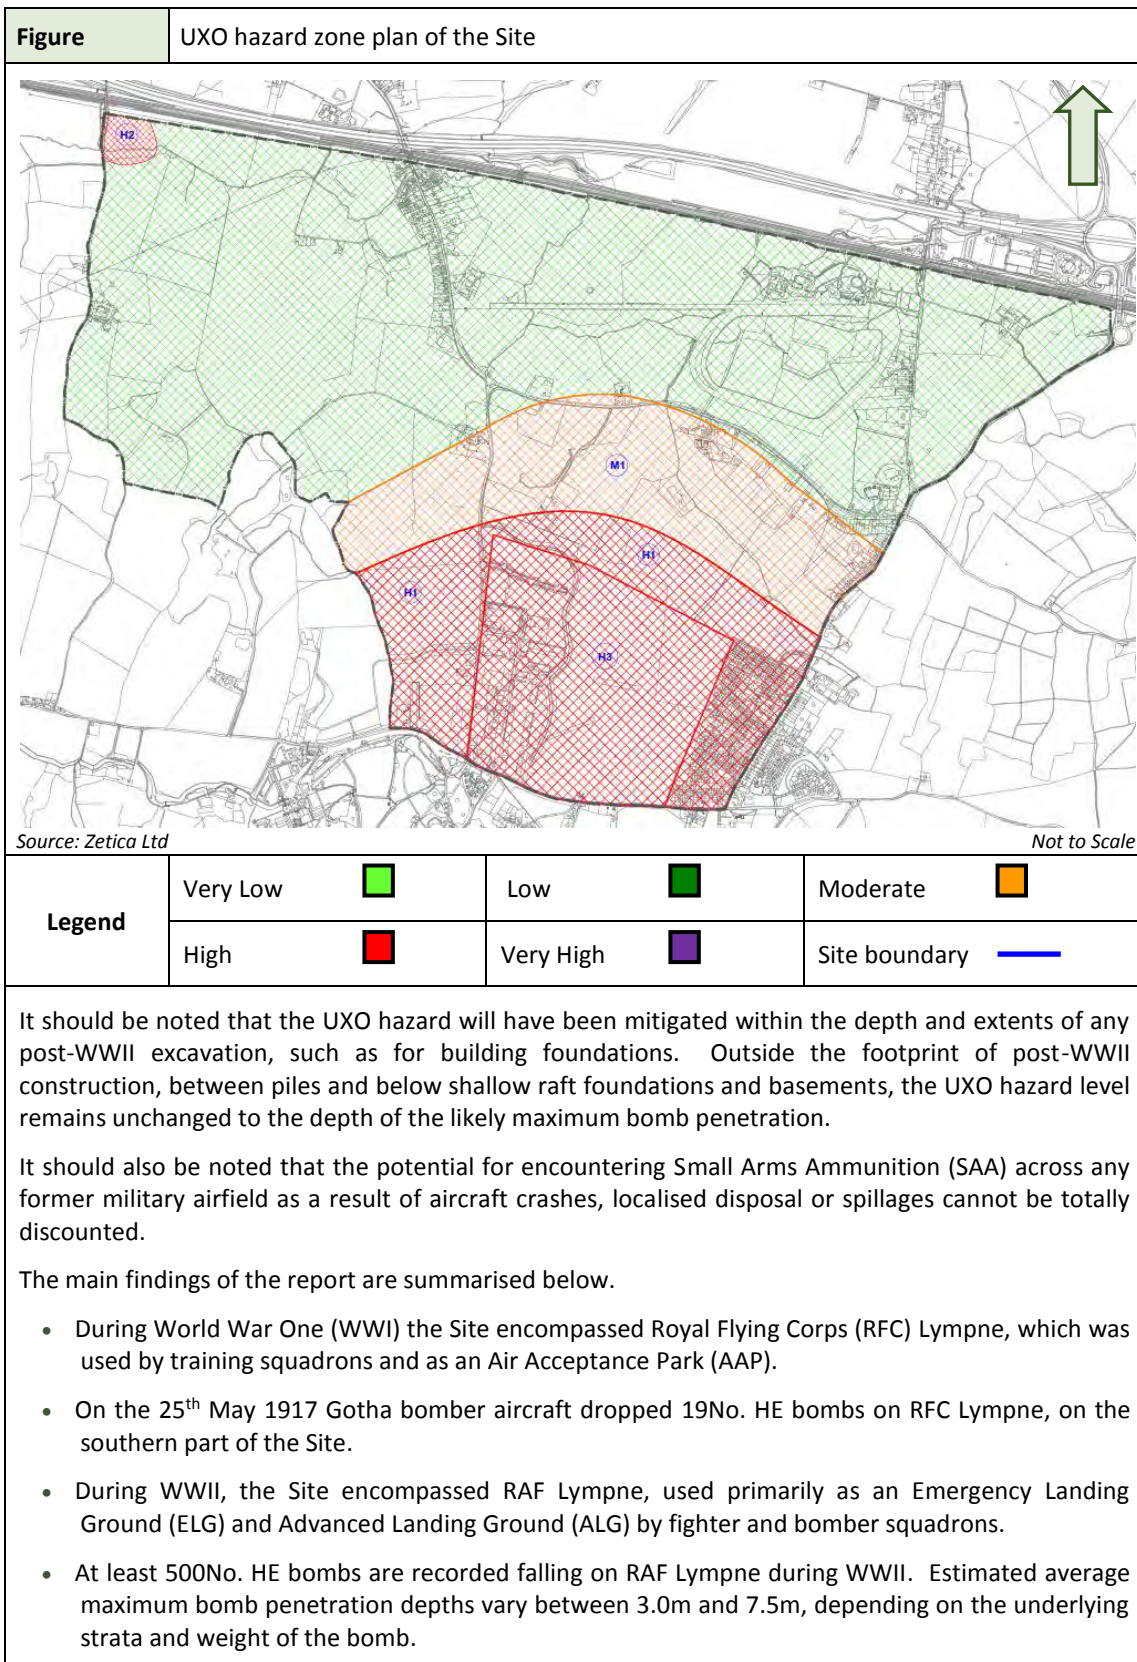 Figure UXO hazard zone plan of the Site
H2
M1
H1
H1
H3
Source: Zetica Ltd Not to Scale
Legend
Very Low Low Moderate
High Very High Site boundary
It should be noted that the UXO hazard will have been mitigated within the depth and extents of any
post-WWII excavation, such as for building foundations. Outside the footprint of post-WWII
construction, between piles and below shallow raft foundations and basements, the UXO hazard level
remains unchanged to the depth of the likely maximum bomb penetration.
It should also be noted that the potential for encountering Small Arms Ammunition (SAA) across any
former military airfield as a result of aircraft crashes, localised disposal or spillages cannot be totally
discounted.
The main findings of the report are summarised below.
• During World War One (WWI) the Site encompassed Royal Flying Corps (RFC) Lympne, which was
used by training squadrons and as an Air Acceptance Park (AAP).
• On the 25th May 1917 Gotha bomber aircraft dropped 19No. HE bombs on RFC Lympne, on the
southern part of the Site.
• During WWII, the Site encompassed RAF Lympne, used primarily as an Emergency Landing
Ground (ELG) and Advanced Landing Ground (ALG) by fighter and bomber squadrons.
• At least 500No. HE bombs are recorded falling on RAF Lympne during WWII. Estimated average
maximum bomb penetration depths vary between 3.0m and 7.5m, depending on the underlying
strata and weight of the bomb.